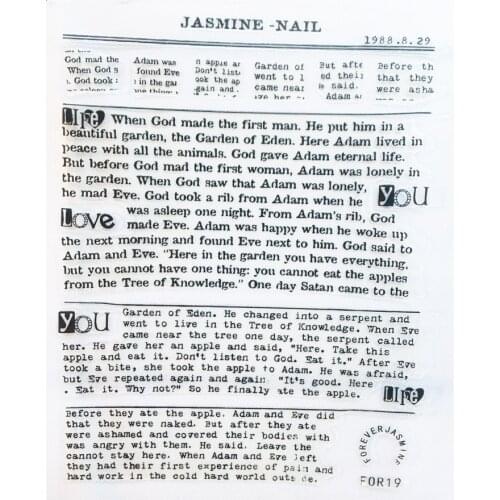 JASMINE -NAIL
1988.8.29
God mad the
When God s
. God took
Adam was
found Eve
n apple ar
Don't list
ook the ap
gain and .
Garden of
went to l
came near
But afte
ed their
s said.
Adam a
Before th
that they
were asha
LIFe When God made the first man. He put him in a
beautiful garden, the Garden of Eden. Here Adam lived in
peace with all the animals. God gave Adam eternal life.
But before God mad the first woman, Adam was lonely in
the garden. When God saw that Adam was lonely,
he mad Eve. God took a rib from Adam when he YOU
Love was asleep one night. From Adam's rib, God
made Eve. Adam was happy when he woke up
the next morning and found Eve next to him. God said to
Adam and Eve. "Here in the garden you have everything,
but you cannot have one thing: you cannot eat the apples
from the Tree of Knowledge." One day Satan came to the
YOU Garden of Eden. He changed into a serpent and
went to live in the Tree of Knowledge. When Eve
came near the tree one day, the serpent called
her. He gave her an apple and said, "Here. Take this
apple and eat it. Don't listen to God. Eat it." After Eve
took a bite, she took the apple to Adam. He was afraid,
but Eve repeated again and again: "It's good. Here
. Eat it. Why not?" So he finally ate the apple. LIFe
Before they ate the apple. Adam and Eve did
that they were naked. But after they ate
were ashamed and covered their bodies with
was angry with them. He said. Leave the
cannot stay here. When Adam and Eve left
they had their first experience of pain and
hard work in the cold hard world outside.
FOREVERJASMINE
FOR19